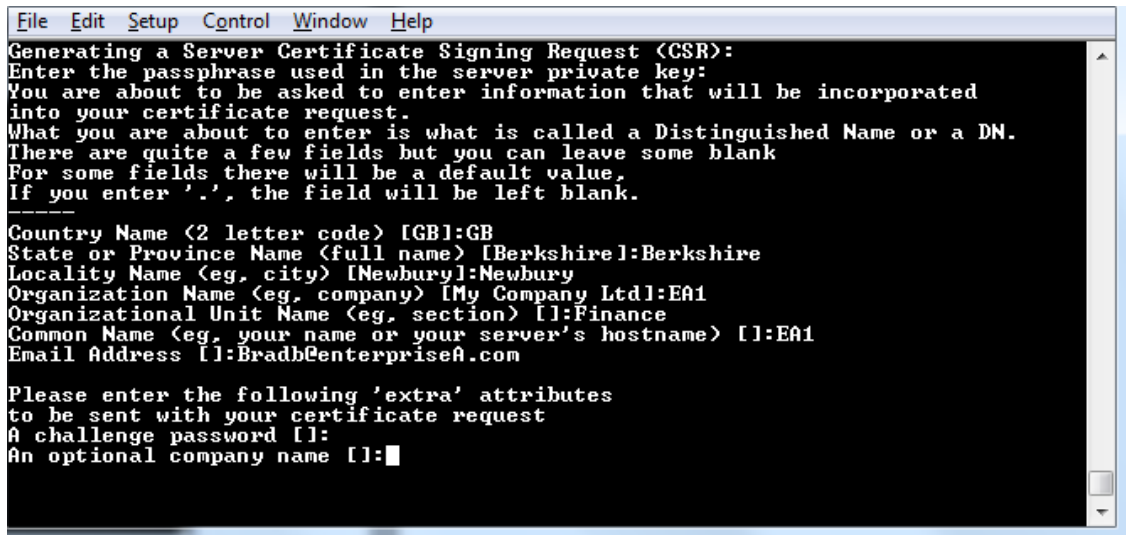 File Edit Setup Control Window Help
Generating a Server Certificate Signing Request (CSR):
Enter the passphrase used in the server private key:
You are about to be asked to enter information that will be incorporated
into your certificate request.
What you are about to enter is what is called a Distinguished Name or a DN.
There are quite a few fields but you can leave some blank
For some fields there will be a default value,
If you enter '.', the field will be left blank.
-----
Country Name (2 letter code) [GB]:GB
State or Province Name (full name) [Berkshire]:Berkshire
Locality Name (eg, city) [Newbury]:Newbury
Organization Name (eg, company) [My Company Ltd]:EA1
Organizational Unit Name (eg, section) []:Finance
Common Name (eg, your name or your server's hostname) []:EA1
Email Address []:Bradb@enterpriseA.com
Please enter the following 'extra' attributes
to be sent with your certificate request
A challenge password []:
An optional company name []: